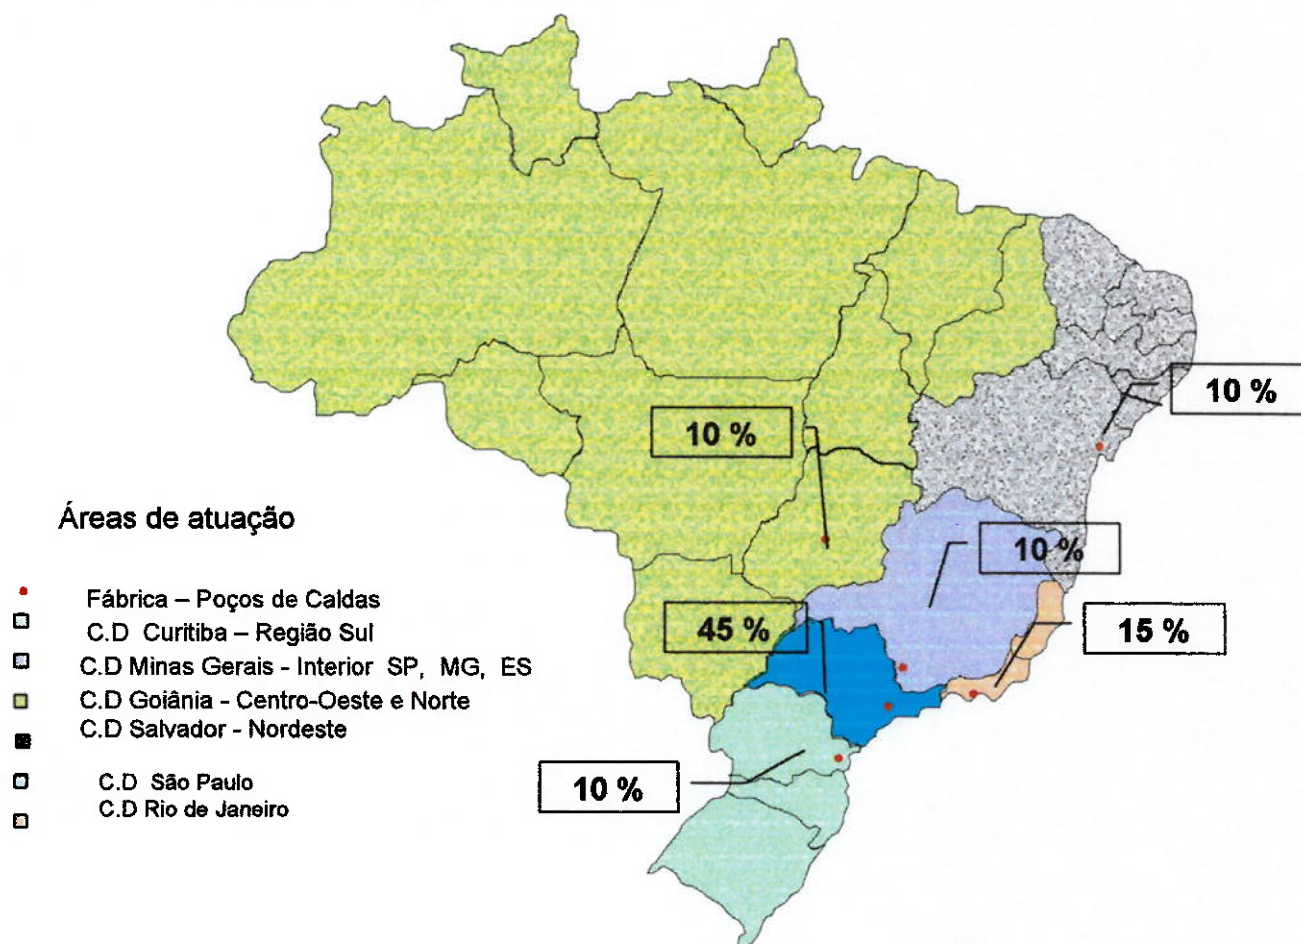 10 %
10 %
Áreas de atuação
10 %
Fábrica – Poços de Caldas
C.D Curitiba – Região Sul
45 %
15 %
C.D Minas Gerais - Interior SP, MG, ES
C.D Goiânia - Centro-Oeste e Norte
C.D Salvador - Nordeste
C.D São Paulo
10 %
C.D Rio de Janeiro